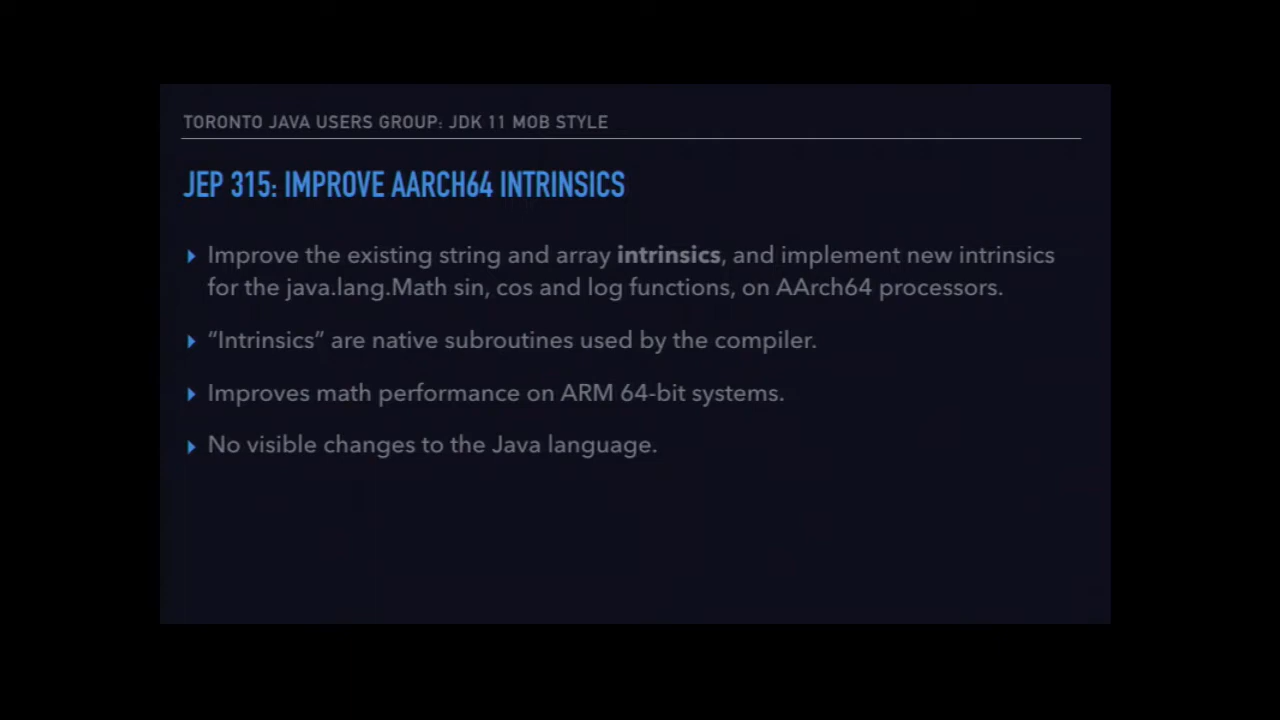 TORONTO JAVA USERS GROUP: JDK 11 MOB STYLE
JEP 315: IMPROVE AARCH64 INTRINSICS
Improve the existing string and array intrinsics, and implement new intrinsics
for the java.lang.Math sin, cos and log functions, on AArch64 processors.
“Intrinsics” are native subroutines used by the compiler.
Improves math performance on ARM 64-bit systems.
No visible changes to the Java language.